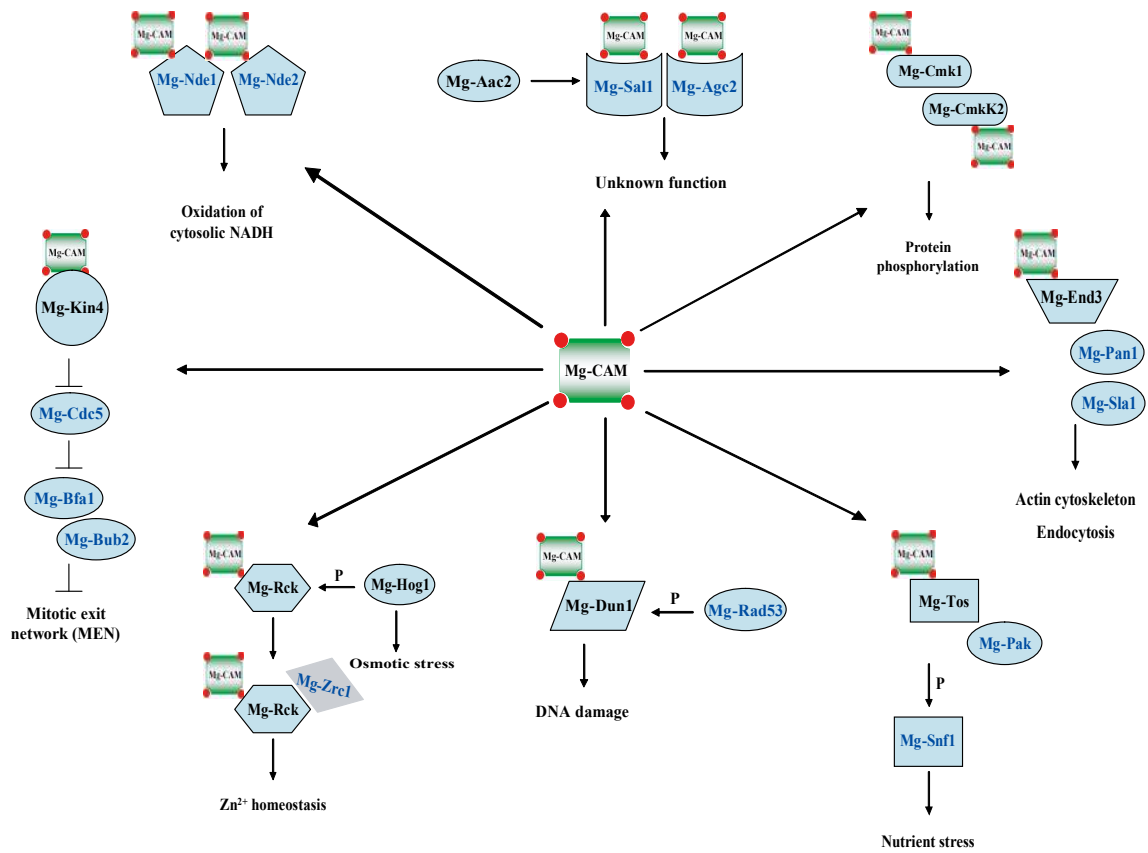 Mg-CAM
Mg-CAM
Mg-Nde1
Mg-Nde2
Oxidation of
cytosolic NADH
Mg-Aac2
Mg-CAM
Mg-CAM
Mg-Sal1
Mg-Agc2
Unknown function
Mg-CAM
Mg-Cmk1
Mg-CmkK2
Mg-CAM
Protein
phosphorylation
Mg-CAM
Mg-End3
Mg-Pan1
Mg-Sla1
Actin cytoskeleton
Endocytosis
Mg-CAM
Mg-Kin4
Mg-Cdc5
Mg-Bfa1
Mg-Bub2
Mitotic exit
network (MEN)
Mg-CAM
Mg-CAM
Mg-Rck
P
Mg-Hog1
Osmotic stress
Mg-CAM
Mg-Zrc1
Mg-Rck
Zn²⁺ homeostasis
Mg-CAM
Mg-Dun1
P
Mg-Rad53
DNA damage
Mg-CAM
Mg-Tos
Mg-Pak
P
Mg-Snf1
Nutrient stress